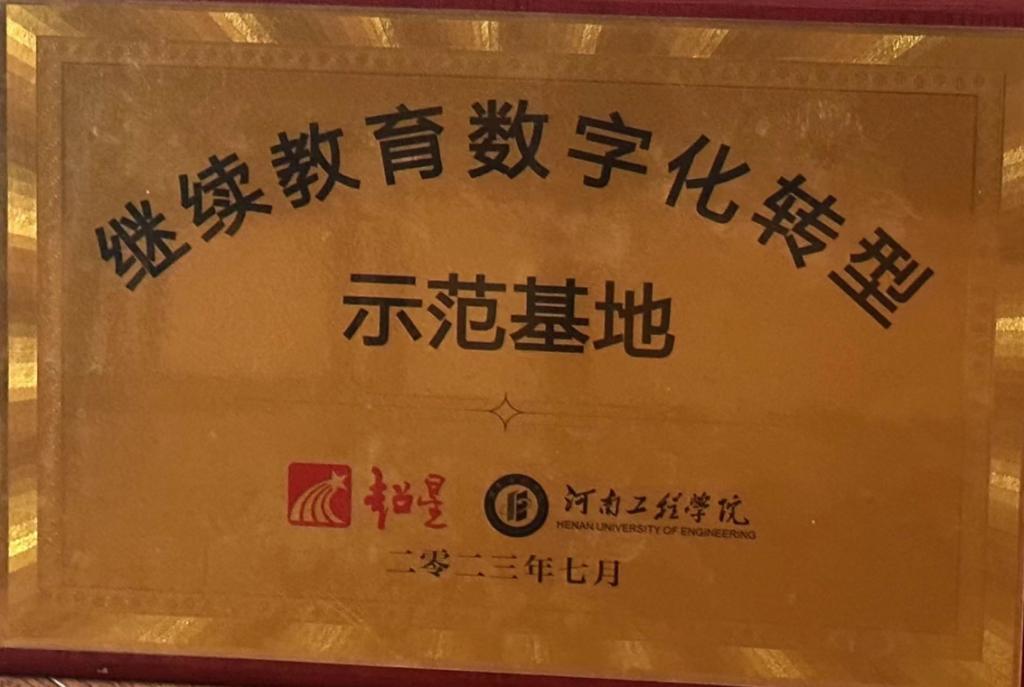 继续教育数字化转型
示范基地
超星
河南工程學院
HENAN UNIVERSITY OF ENGINEERING
二零二三年七月